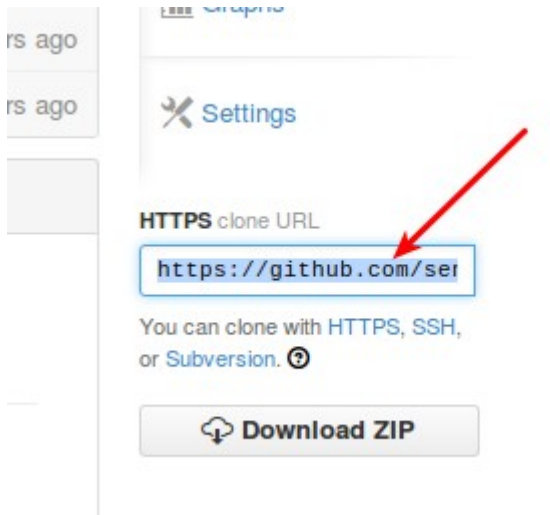 rs ago
Graphs
rs ago
Settings
HTTPS clone URL
https://github.com/ser
You can clone with HTTPS, SSH,
or Subversion.
Download ZIP